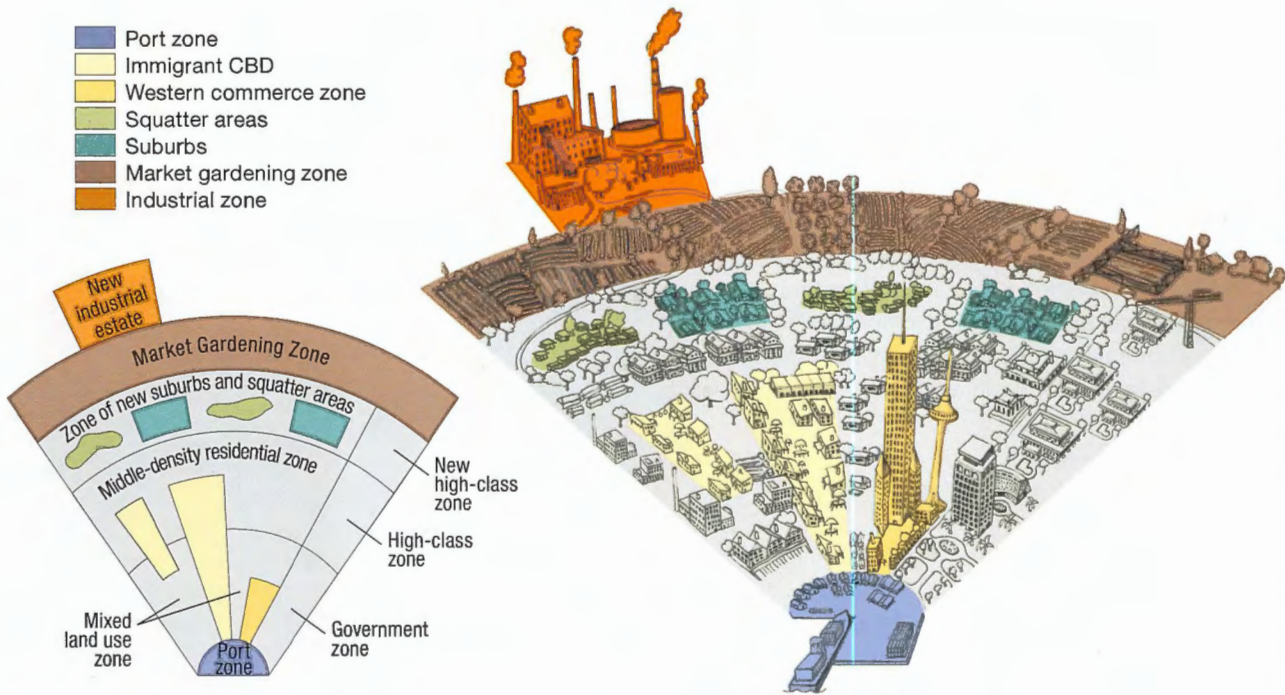 Port zone
Immigrant CBD
Western commerce zone
Squatter areas
Suburbs
Market gardening zone
Industrial zone
New
industrial
estate
Market Gardening Zone
Zone of new suburbs and squatter areas
Middle-density residential zone
New
high-class
zone
High-class
zone
Mixed
land use
zone
Government
zone
Port
zone